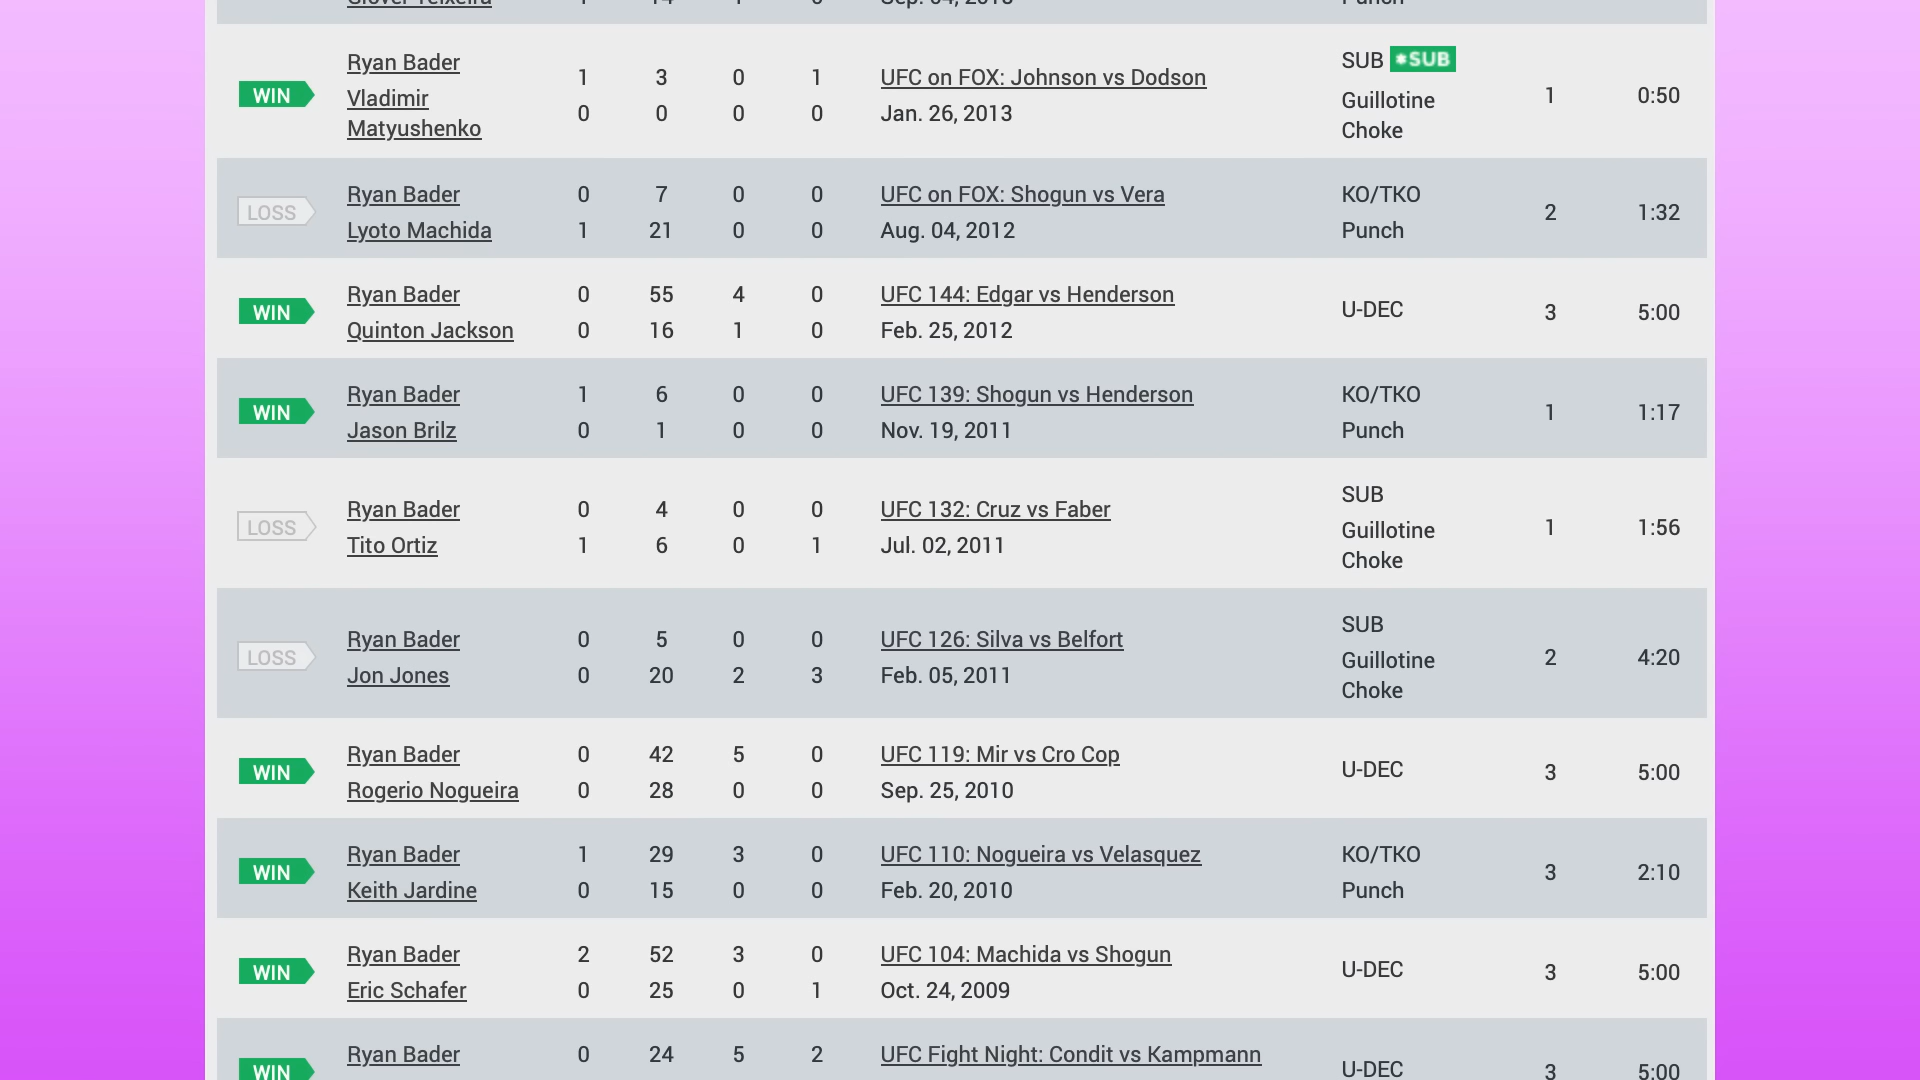 WIN
Ryan Bader 1 3 0 1 UFC on FOX: Johnson vs Dodson SUB *SUB
Vladimir Matyushenko 0 0 0 0 Jan. 26, 2013 Guillotine Choke 1 0:50
LOSS
Ryan Bader 0 7 0 0 UFC on FOX: Shogun vs Vera KO/TKO
Lyoto Machida 1 21 0 0 Aug. 04, 2012 Punch 2 1:32
WIN
Ryan Bader 0 55 4 0 UFC 144: Edgar vs Henderson U-DEC
Quinton Jackson 0 16 1 0 Feb. 25, 2012 3 5:00
WIN
Ryan Bader 1 6 0 0 UFC 139: Shogun vs Henderson KO/TKO
Jason Brilz 0 1 0 0 Nov. 19, 2011 Punch 1 1:17
LOSS
Ryan Bader 0 4 0 0 UFC 132: Cruz vs Faber SUB
Tito Ortiz 1 6 0 1 Jul. 02, 2011 Guillotine Choke 1 1:56
LOSS
Ryan Bader 0 5 0 0 UFC 126: Silva vs Belfort SUB
Jon Jones 0 20 2 3 Feb. 05, 2011 Guillotine Choke 2 4:20
WIN
Ryan Bader 0 42 5 0 UFC 119: Mir vs Cro Cop U-DEC
Rogerio Nogueira 0 28 0 0 Sep. 25, 2010 3 5:00
WIN
Ryan Bader 1 29 3 0 UFC 110: Nogueira vs Velasquez KO/TKO
Keith Jardine 0 15 0 0 Feb. 20, 2010 Punch 3 2:10
WIN
Ryan Bader 2 52 3 0 UFC 104: Machida vs Shogun U-DEC
Eric Schafer 0 25 0 1 Oct. 24, 2009 3 5:00
WIN
Ryan Bader 0 24 5 2 UFC Fight Night: Condit vs Kampmann U-DEC 3 5:00